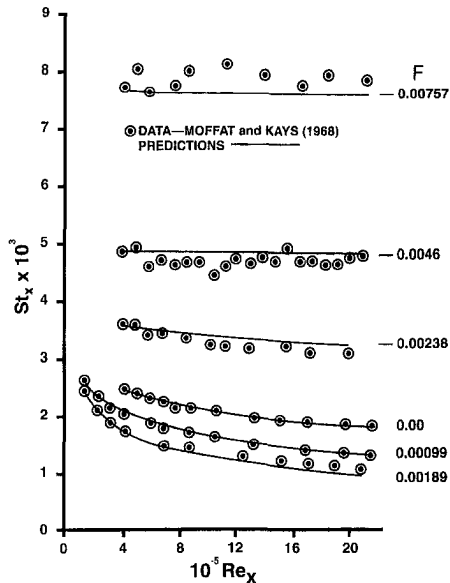 F
9
8
— 0.00757
DATA—MOFFAT and KAYS (1968)
PREDICTIONS
7
6
5
— 0.0046
4
— 0.00238
3
2
0.00
0.00099
1
0.00189
0
0 4 8 12 16 20
St_x x 10^3
10^-5 Re_x